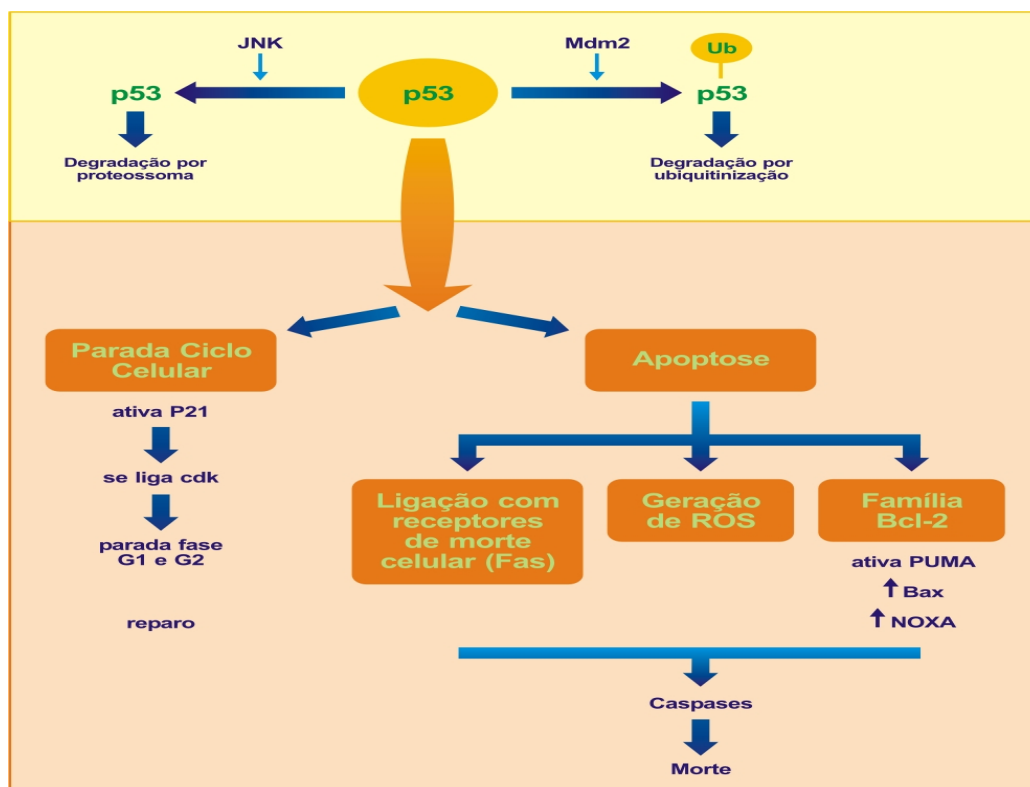 JNK
Mdm2
Ub
p53
p53
p53
Degradação por
proteossoma
Degradação por
ubiquitinização
Parada Ciclo
Celular
ativa P21
se liga cdk
parada fase
G1 e G2
reparo
Apoptose
Ligação com
receptores
de morte
celular (Fas)
Geração
de ROS
Família
Bcl-2
ativa PUMA
Bax
NOXA
Caspases
Morte